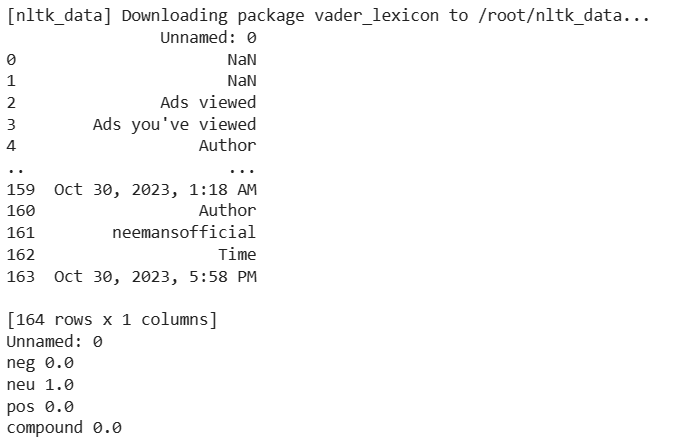 [nltk_data] Downloading package vader_lexicon to /root/nltk_data...
Unnamed: 0
0 NaN
1 NaN
2 Ads viewed
3 Ads you've viewed
4 Author
.. ...
159 Oct 30, 2023, 1:18 AM
160 Author
161 neemansofficial
162 Time
163 Oct 30, 2023, 5:58 PM
[164 rows x 1 columns]
Unnamed: 0
neg 0.0
neu 1.0
pos 0.0
compound 0.0